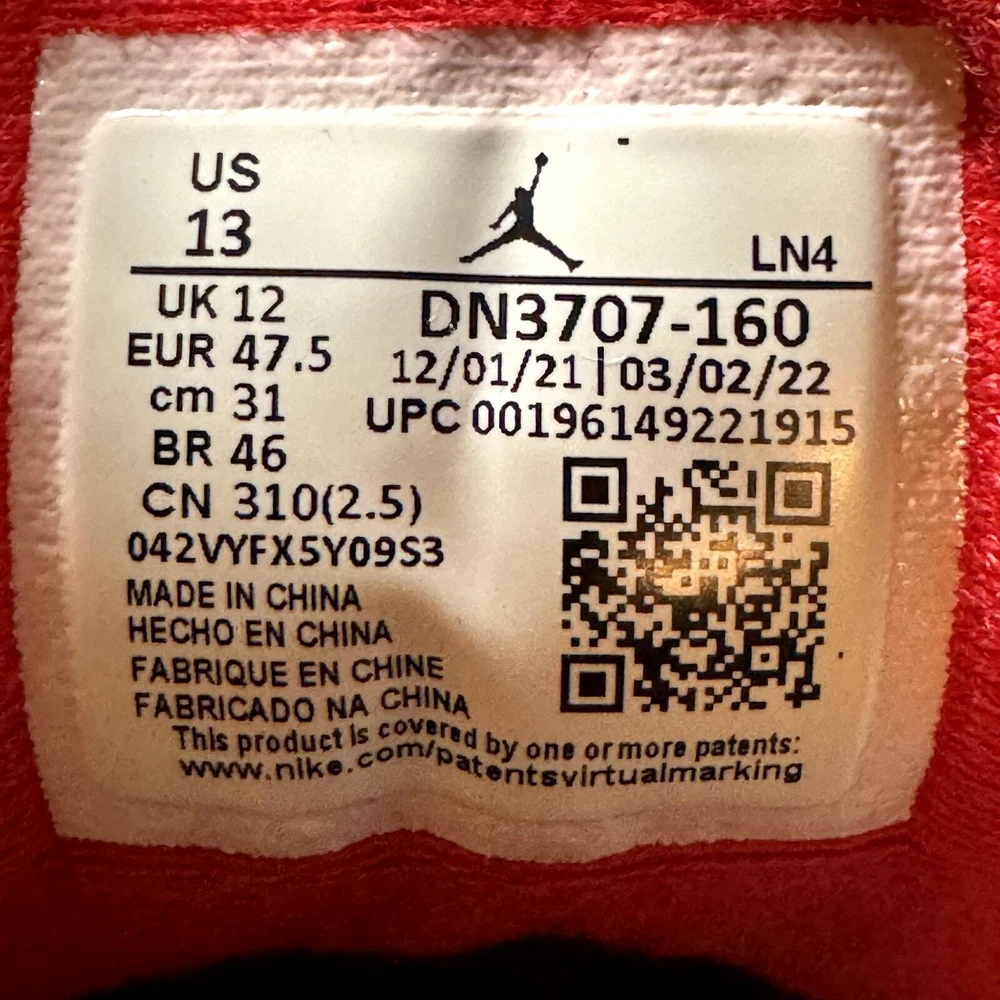 US
13
LN4
UK 12
EUR 47.5
cm 31
BR 46
CN 310(2.5)
DN3707-160
12/01/21 | 03/02/22
UPC 00196149221915
042VYFX5Y09S3
MADE IN CHINA
HECHO EN CHINA
FABRIQUE EN CHINE
FABRICADO NA CHINA
This product is covered by one or more patents:
www.nike.com/patentsvirtualmarking